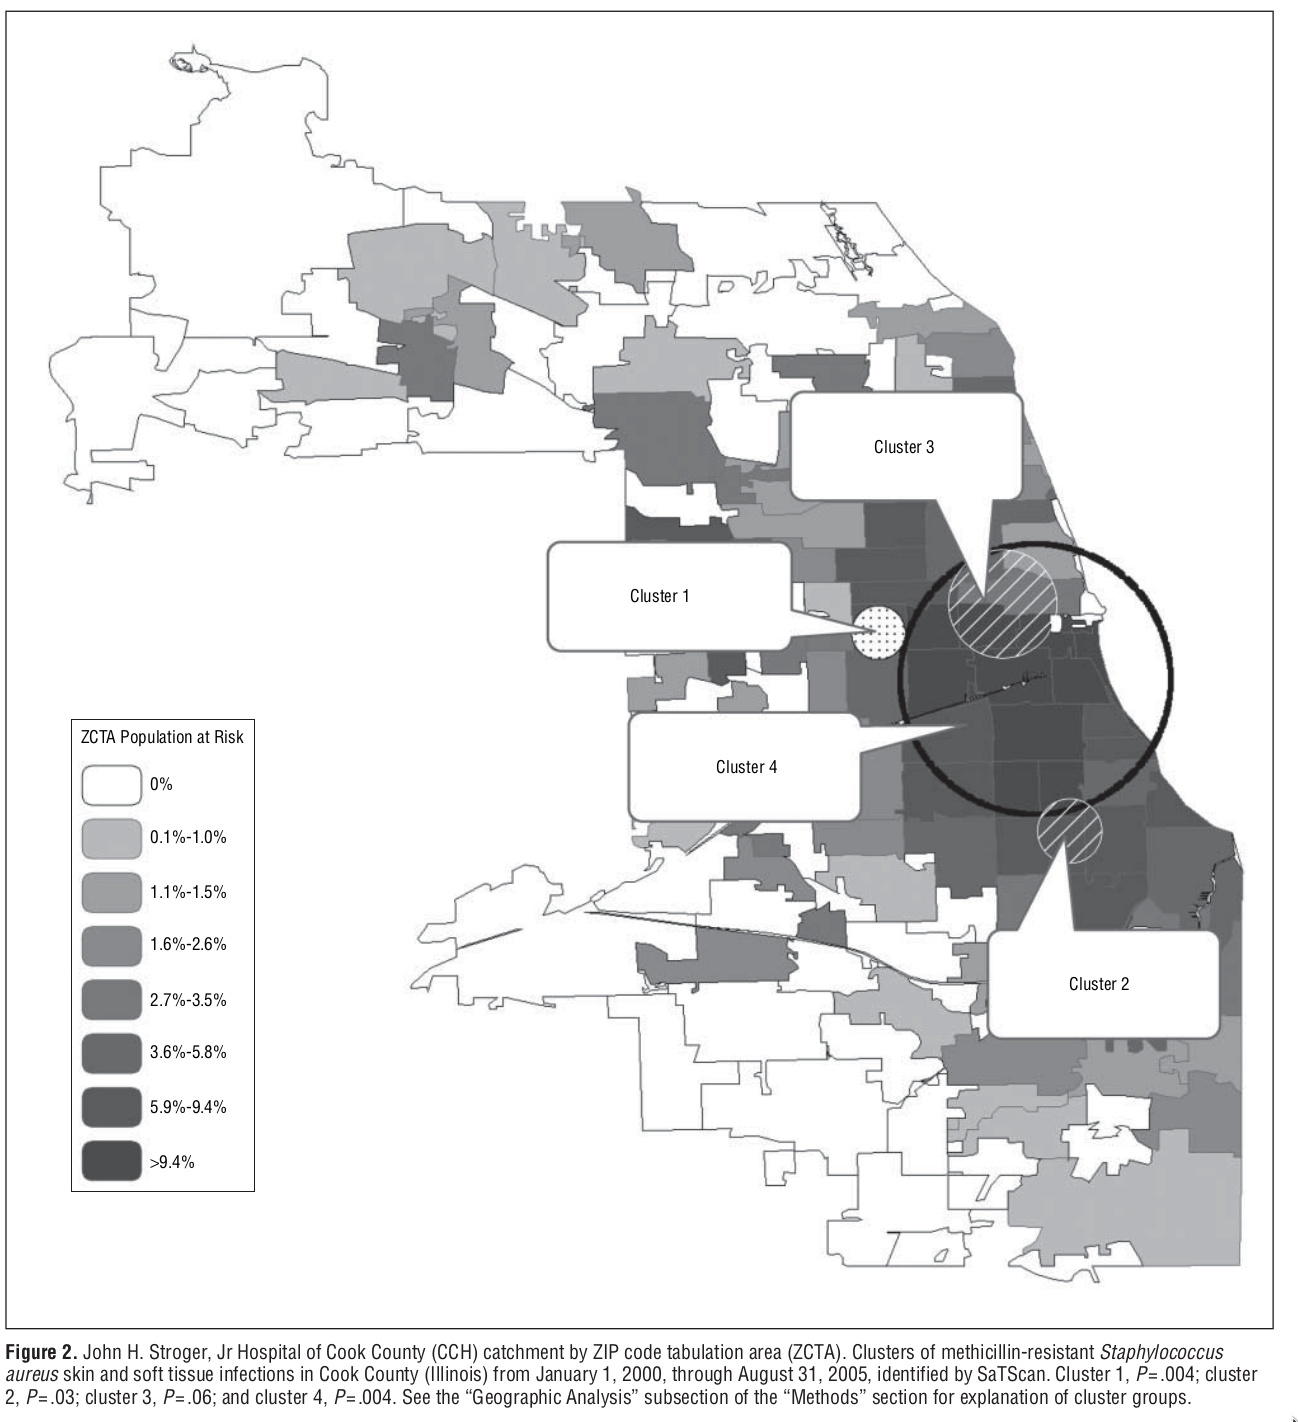 Cluster 3
Cluster 1
Cluster 4
ZCTA Population at Risk
0%
0.1%-1.0%
1.1%-1.5%
1.6%-2.6%
2.7%-3.5%
3.6%-5.8%
5.9%-9.4%
>9.4%
Cluster 2
Figure 2. John H. Stroger, Jr Hospital of Cook County (CCH) catchment by ZIP code tabulation area (ZCTA). Clusters of methicillin-resistant Staphylococcus
aureus skin and soft tissue infections in Cook County (Illinois) from January 1, 2000, through August 31, 2005, identified by SaTScan. Cluster 1, P=.004; cluster
2, P=.03; cluster 3, P=.06; and cluster 4, P=.004. See the “Geographic Analysis” subsection of the “Methods” section for explanation of cluster groups.